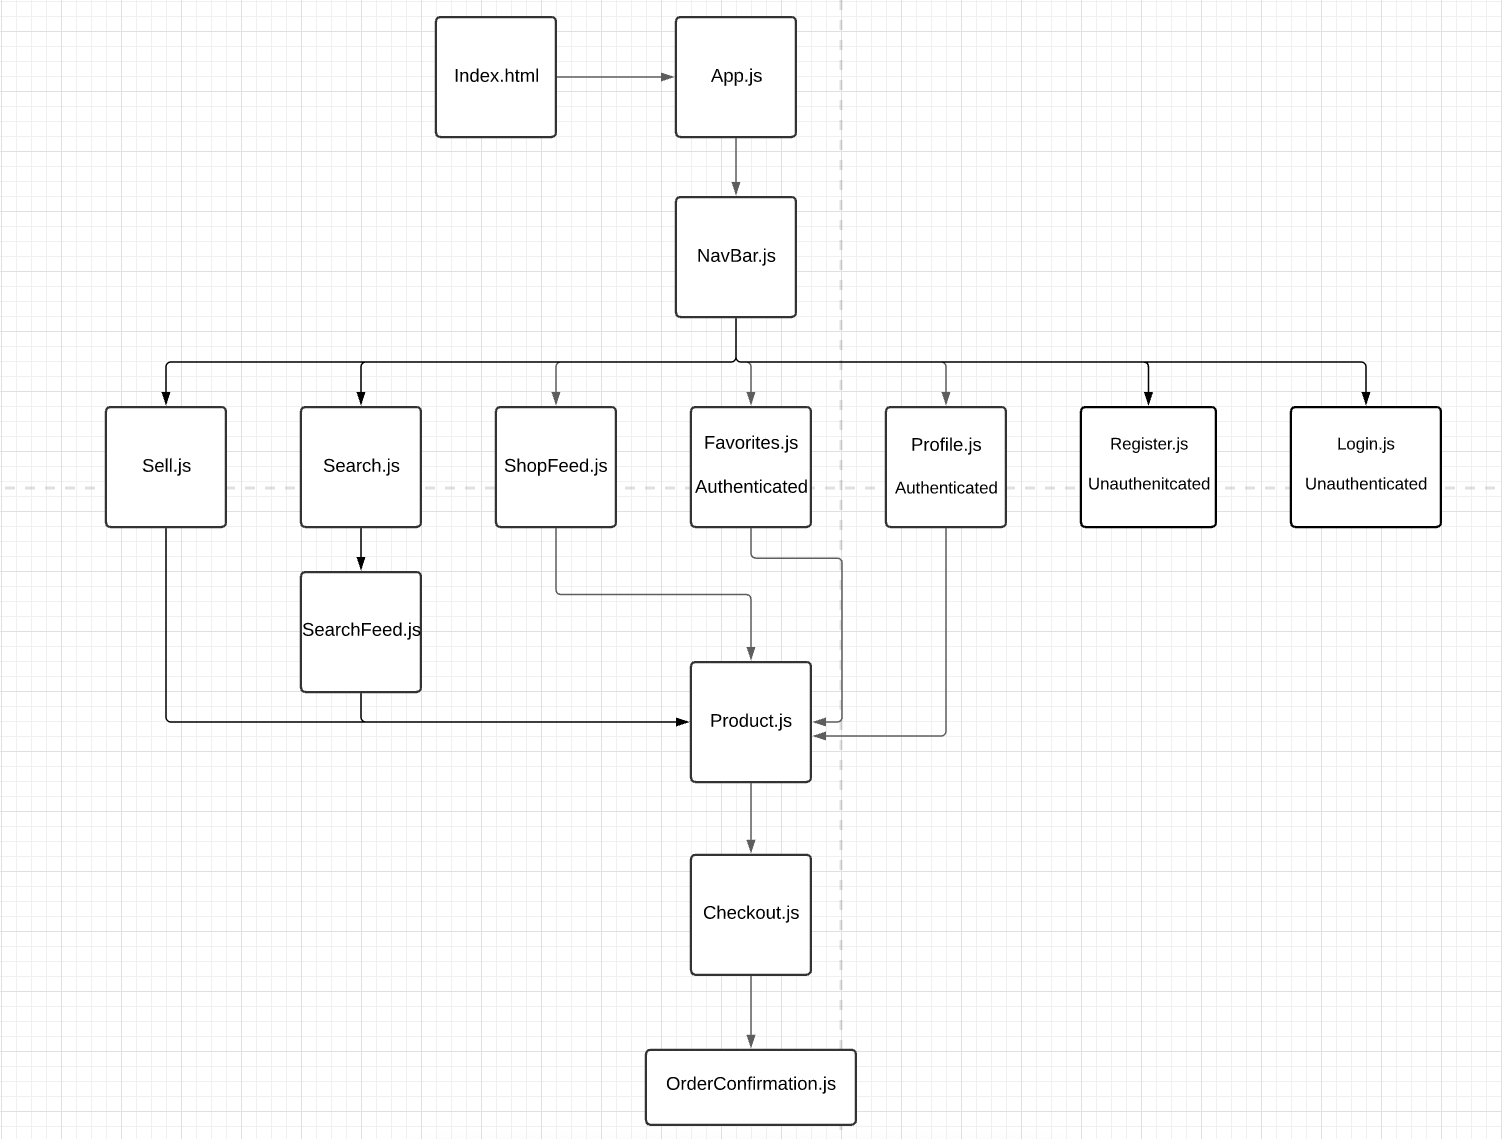 Index.html
App.js
NavBar.js
Sell.js
Search.js
ShopFeed.js
Favorites.js
Authenticated
Profile.js
Authenticated
Register.js
Unauthenitcated
Login.js
Unauthenticated
SearchFeed.js
Product.js
Checkout.js
OrderConfirmation.js